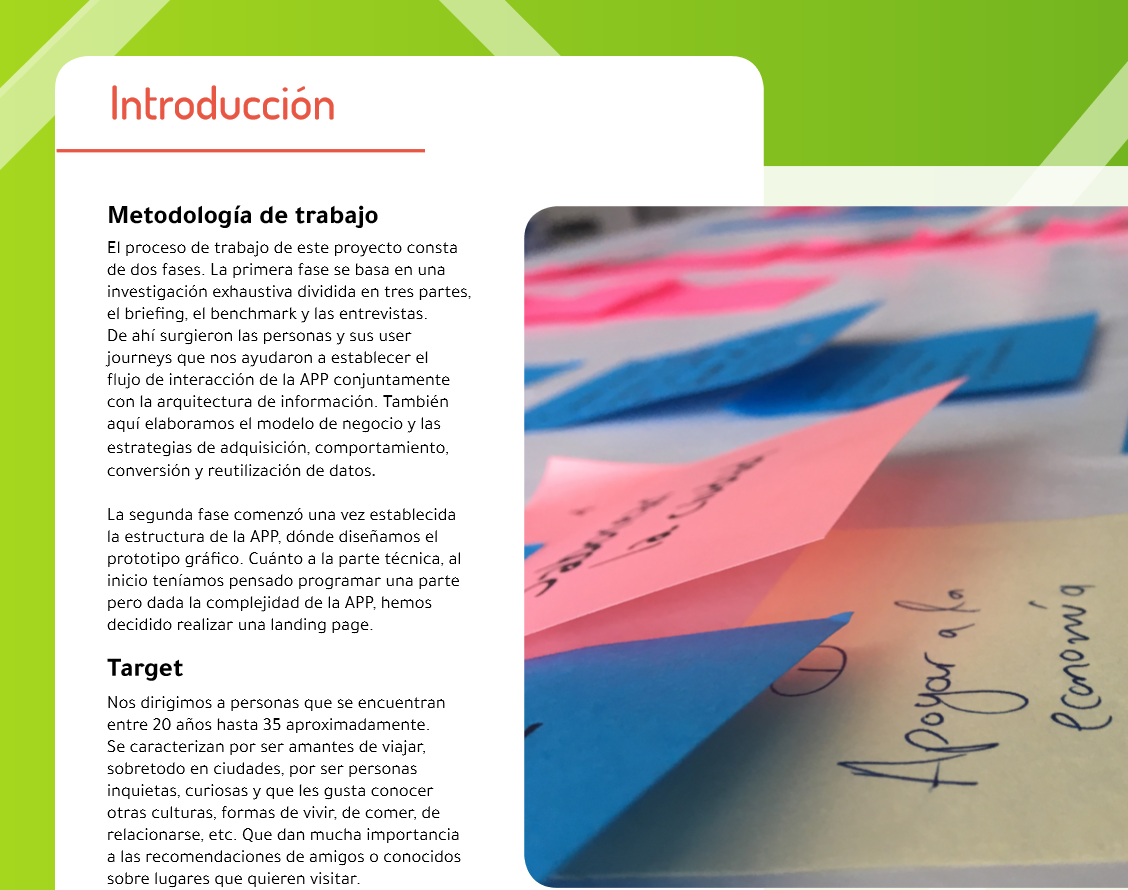 Introducción
Metodología de trabajo
El proceso de trabajo de este proyecto consta
de dos fases. La primera fase se basa en una
investigación exhaustiva dividida en tres partes,
el briefing, el benchmark y las entrevistas.
De ahí surgieron las personas y sus user
journeys que nos ayudaron a establecer el
flujo de interacción de la APP conjuntamente
con la arquitectura de información. También
aquí elaboramos el modelo de negocio y las
estrategias de adquisición, comportamiento,
conversión y reutilización de datos.
La segunda fase comenzó una vez establecida
la estructura de la APP, dónde diseñamos el
prototipo gráfico. Cuánto a la parte técnica, al
inicio teníamos pensado programar una parte
pero dada la complejidad de la APP, hemos
decidido realizar una landing page.
Target
Nos dirigimos a personas que se encuentran
entre 20 años hasta 35 aproximadamente.
Se caracterizan por ser amantes de viajar,
sobretodo en ciudades, por ser personas
inquietas, curiosas y que les gusta conocer
otras culturas, formas de vivir, de comer, de
relacionarse, etc. Que dan mucha importancia
a las recomendaciones de amigos o conocidos
sobre lugares que quieren visitar.
Apoyar a la
economía